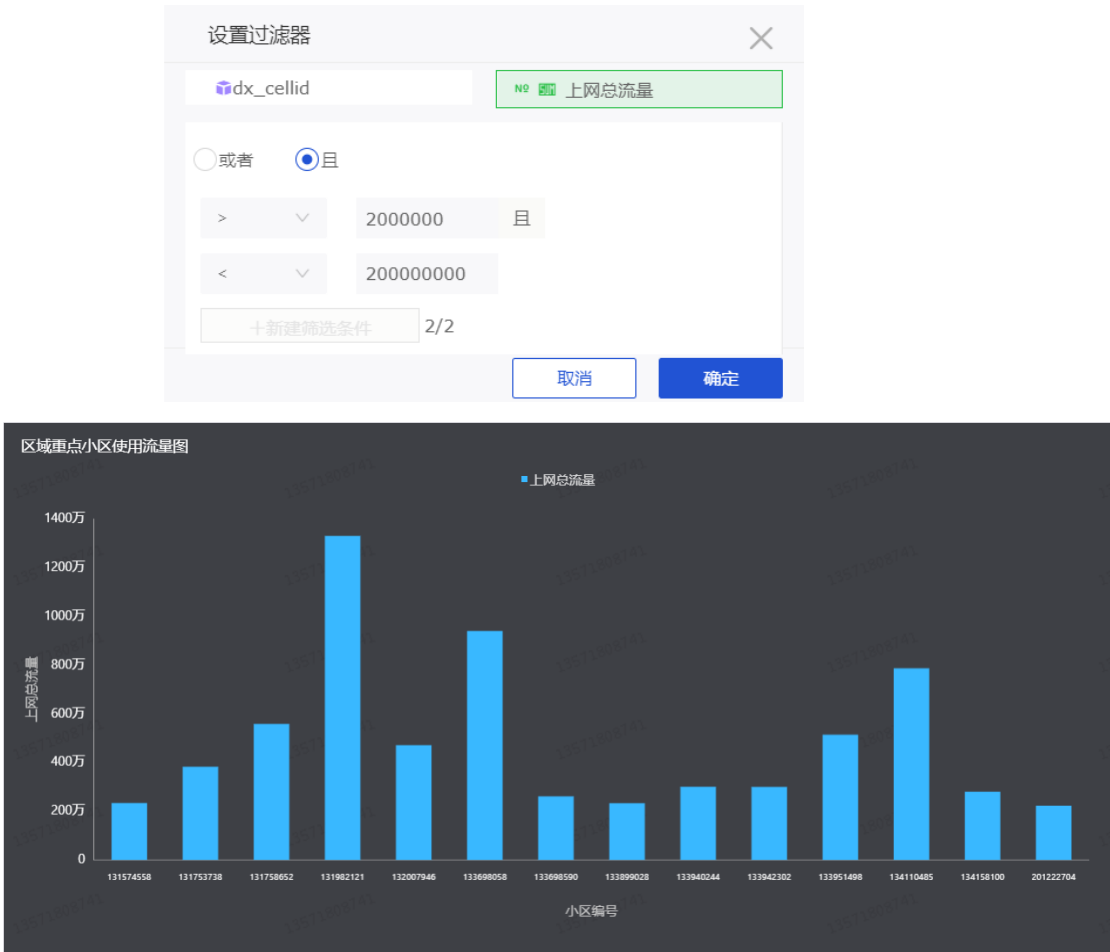 设置过滤器
dx_cellid
Nº 上网总流量
或者 且
> 2000000 且
< 200000000
+新建筛选条件 2/2
取消 确定
区域重点小区使用流量图
上网总流量
1400万
1200万
1000万
800万
600万
400万
200万
0
上网总流量
131574558 131753738 131758652 131982121 132007946 133698058 133698590 133899028 133940244 133942302 133951498 134110485 134158100 201222704
小区编号
13571808741